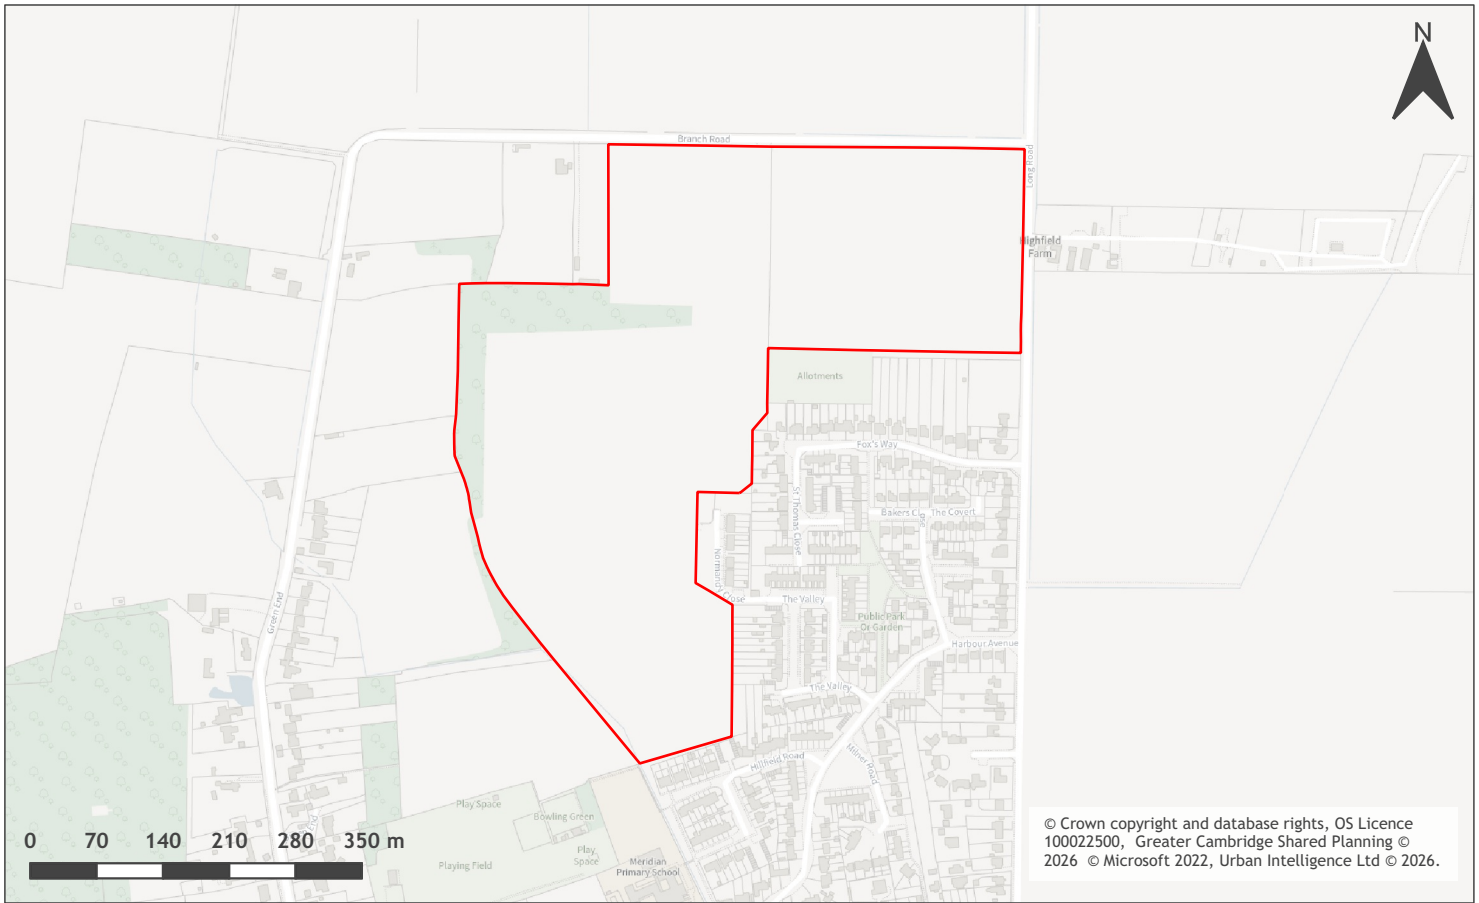 N
Branch Road
Long Road
Highfield
Farm
Allotments
Fox's Way
St Thomas Close
Bakers Close
The Covert
Normandy Close
The Valley
Public Park
Or Garden
Green End
Harbour Avenue
The Valley
Hillfield Road
Milner Road
Play Space
Bowling Green
Play
Space
Playing Field
Meridian
Primary School
0 70 140 210 280 350 m
© Crown copyright and database rights, OS Licence
100022500, Greater Cambridge Shared Planning ©
2026 © Microsoft 2022, Urban Intelligence Ltd © 2026.